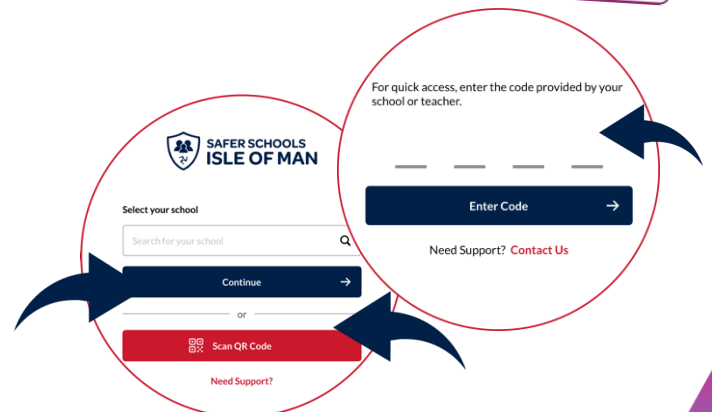 SAFER SCHOOLS
ISLE OF MAN
Select your school
Search for your school
Continue
or
Scan QR Code
Need Support?
For quick access, enter the code provided by your
school or teacher.
Enter Code
Need Support? Contact Us